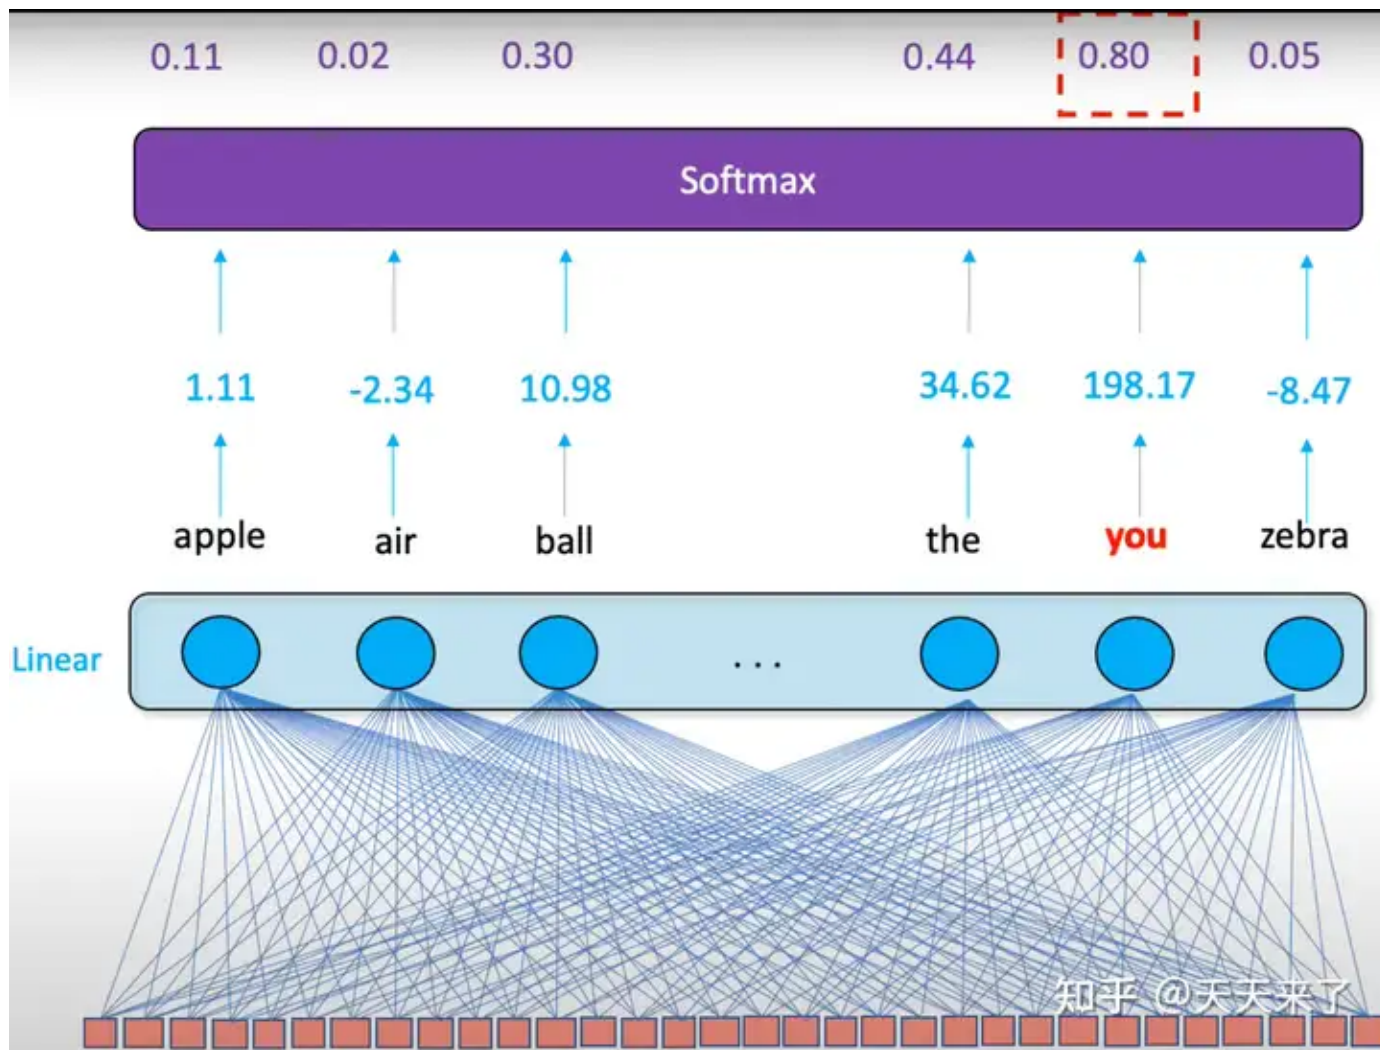 0.11 0.02 0.30 0.44 0.80 0.05
Softmax
1.11 -2.34 10.98 34.62 198.17 -8.47
apple air ball the you zebra
Linear
...
知乎 @天天来了